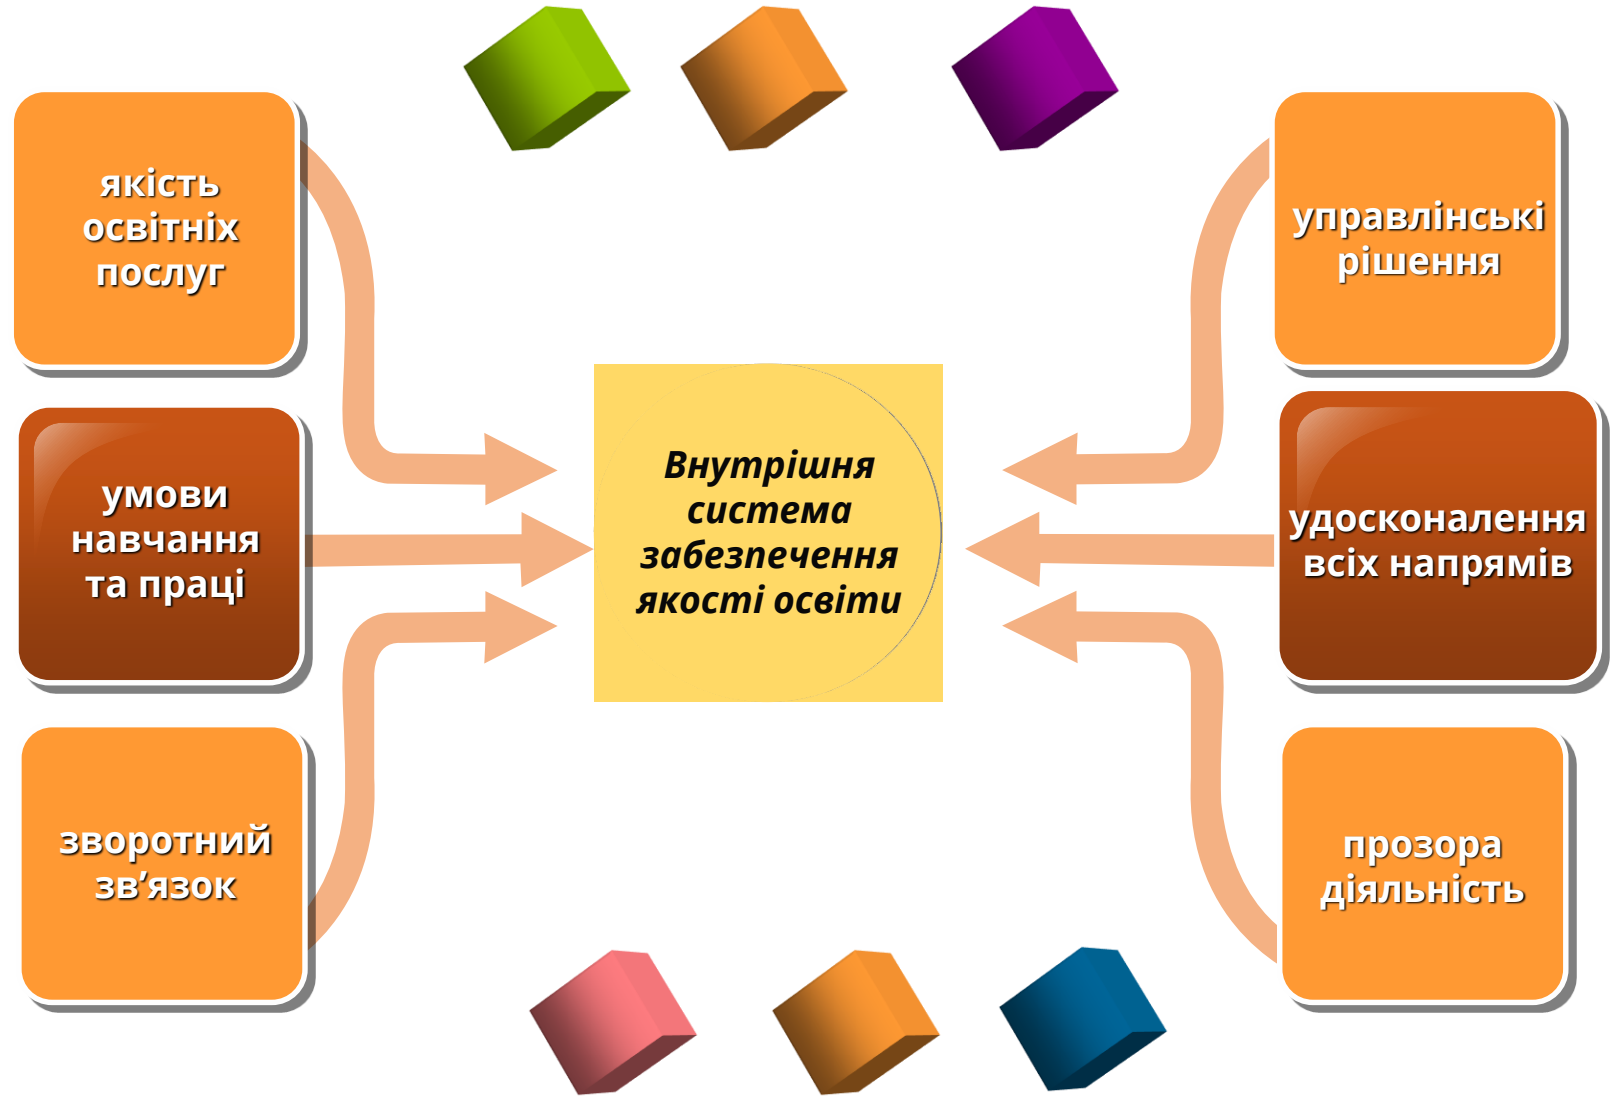 якість
освітніх
послуг
умови
навчання
та праці
зворотний
зв’язок
Внутрішня
система
забезпечення
якості освіти
управлінські
рішення
удосконалення
всіх напрямів
прозора
діяльність